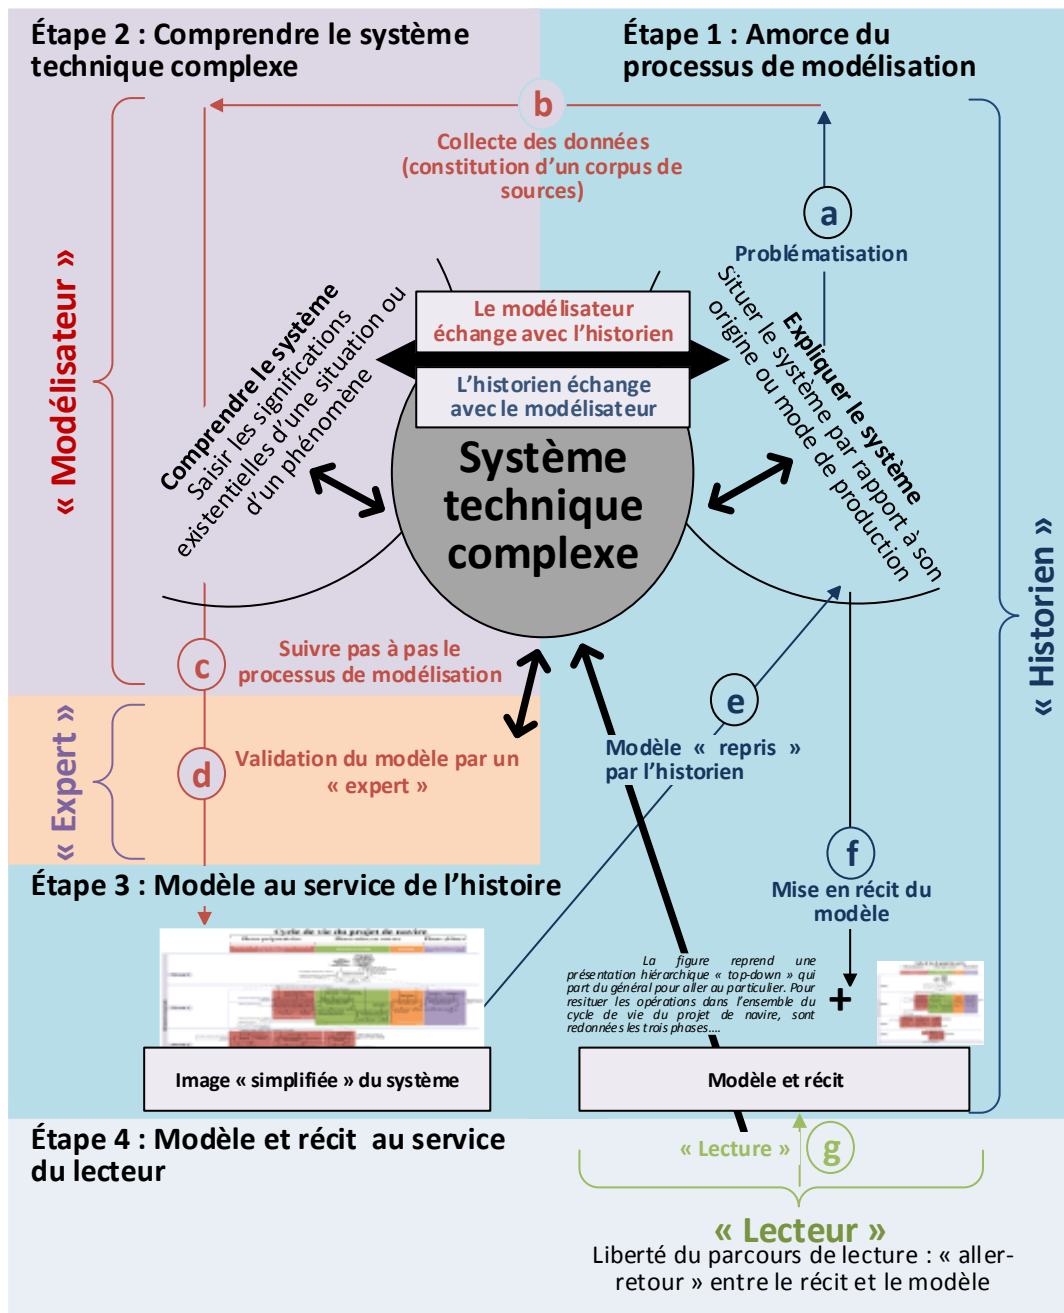 Étape 2 : Comprendre le système
technique complexe
Étape 1 : Amorce du
processus de modélisation
b
Collecte des données
(constitution d’un corpus de
sources)
a
Problématisation
« Modélisateur »
Comprendre le système
Saisir les significations
existentielles d’une situation ou
d’un phénomène
Le modélisateur
échange avec l’historien
L’historien échange
avec le modélisateur
Expliquer le système
Situer le système par rapport à son
origine ou mode de production
Système
technique
complexe
« Historien »
c
Suivre pas à pas le
processus de modélisation
e
Modèle « repris »
par l’historien
« Expert »
d
Validation du modèle par un
« expert »
f
Mise en récit du
modèle
Étape 3 : Modèle au service de l’histoire
Cycle de vie du projet de navire
La figure reprend une
présentation hiérarchique « top-down » qui
part du général pour aller au particulier. Pour
resituer les opérations dans l’ensemble du
cycle de vie du projet de navire, sont
redonnées les trois phases....
+
Image « simplifiée » du système
Modèle et récit
Étape 4 : Modèle et récit au service
du lecteur
« Lecture »
g
« Lecteur »
Liberté du parcours de lecture : « aller-
retour » entre le récit et le modèle